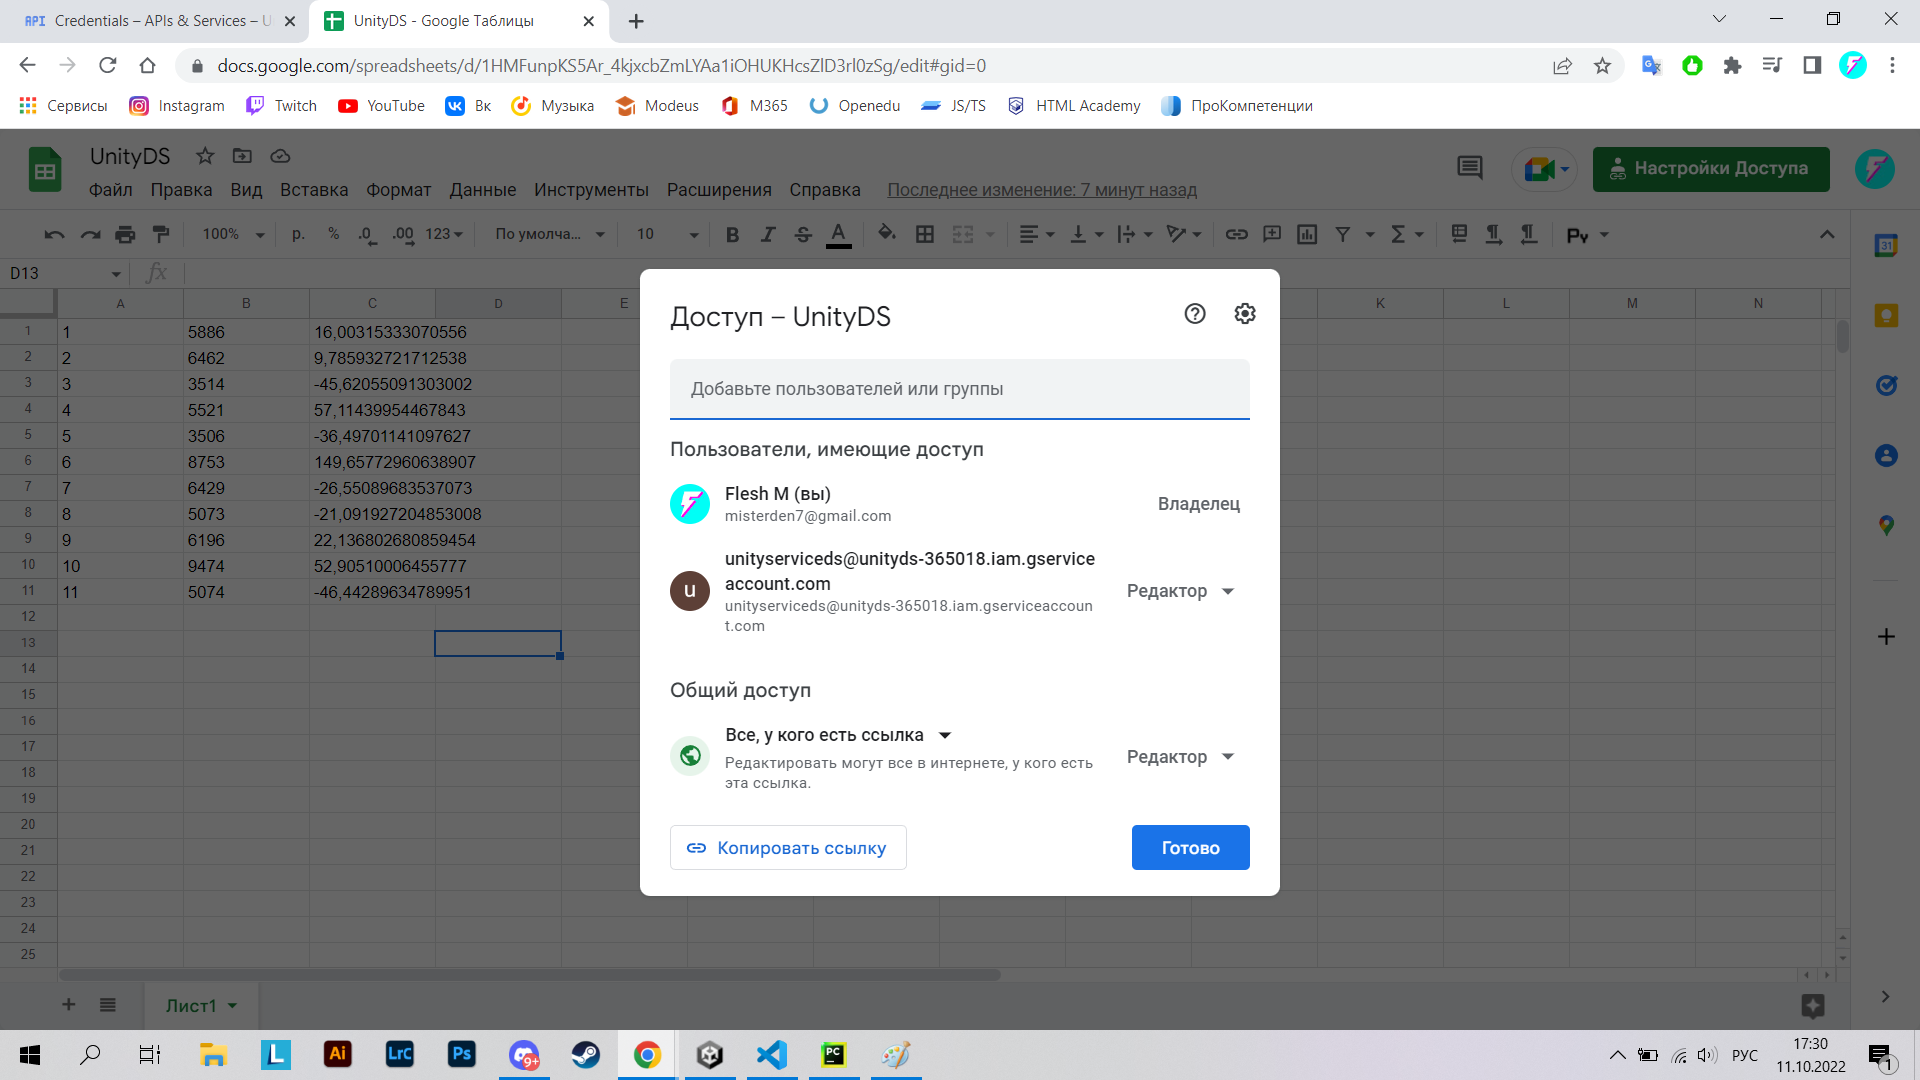 Credentials – APIs & Services – U
UnityDS - Google Таблицы
docs.google.com/spreadsheets/d/1HMFunpKS5Ar_4kjxcbZmLYAa1iOHUKHcsZlD3rl0zSg/edit#gid=0
Сервисы Instagram Twitch YouTube Вк Музыка Modeus M365 Openedu JS/TS HTML Academy ПроКомпетенции
UnityDS
Файл Правка Вид Вставка Формат Данные Инструменты Расширения Справка Последнее изменение: 7 минут назад
Настройки Доступа
100% р. % .0 .00 123 По умолча... 10 B I S A Ру
D13 fx
A B C D E K L M N
1 1 5886 16,00315333070556
2 2 6462 9,785932721712538
3 3 3514 -45,62055091303002
4 4 5521 57,11439954467843
5 5 3506 -36,49701141097627
6 6 8753 149,65772960638907
7 7 6429 -26,55089683537073
8 8 5073 -21,091927204853008
9 9 6196 22,136802680859454
10 10 9474 52,90510006455777
11 11 5074 -46,44289634789951
12
13
14
15
16
17
18
19
20
21
22
23
24
25
Доступ – UnityDS
Добавьте пользователей или группы
Пользователи, имеющие доступ
Flesh M (вы)
misterden7@gmail.com
Владелец
u
unityserviceds@unityds-365018.iam.gservice
account.com
unityserviceds@unityds-365018.iam.gserviceaccoun
t.com
Редактор
Общий доступ
Все, у кого есть ссылка
Редактировать могут все в интернете, у кого есть
эта ссылка.
Редактор
Копировать ссылку
Готово
Лист1
L Ai LrC Ps 9+ PC
РУС
17:30
11.10.2022
1